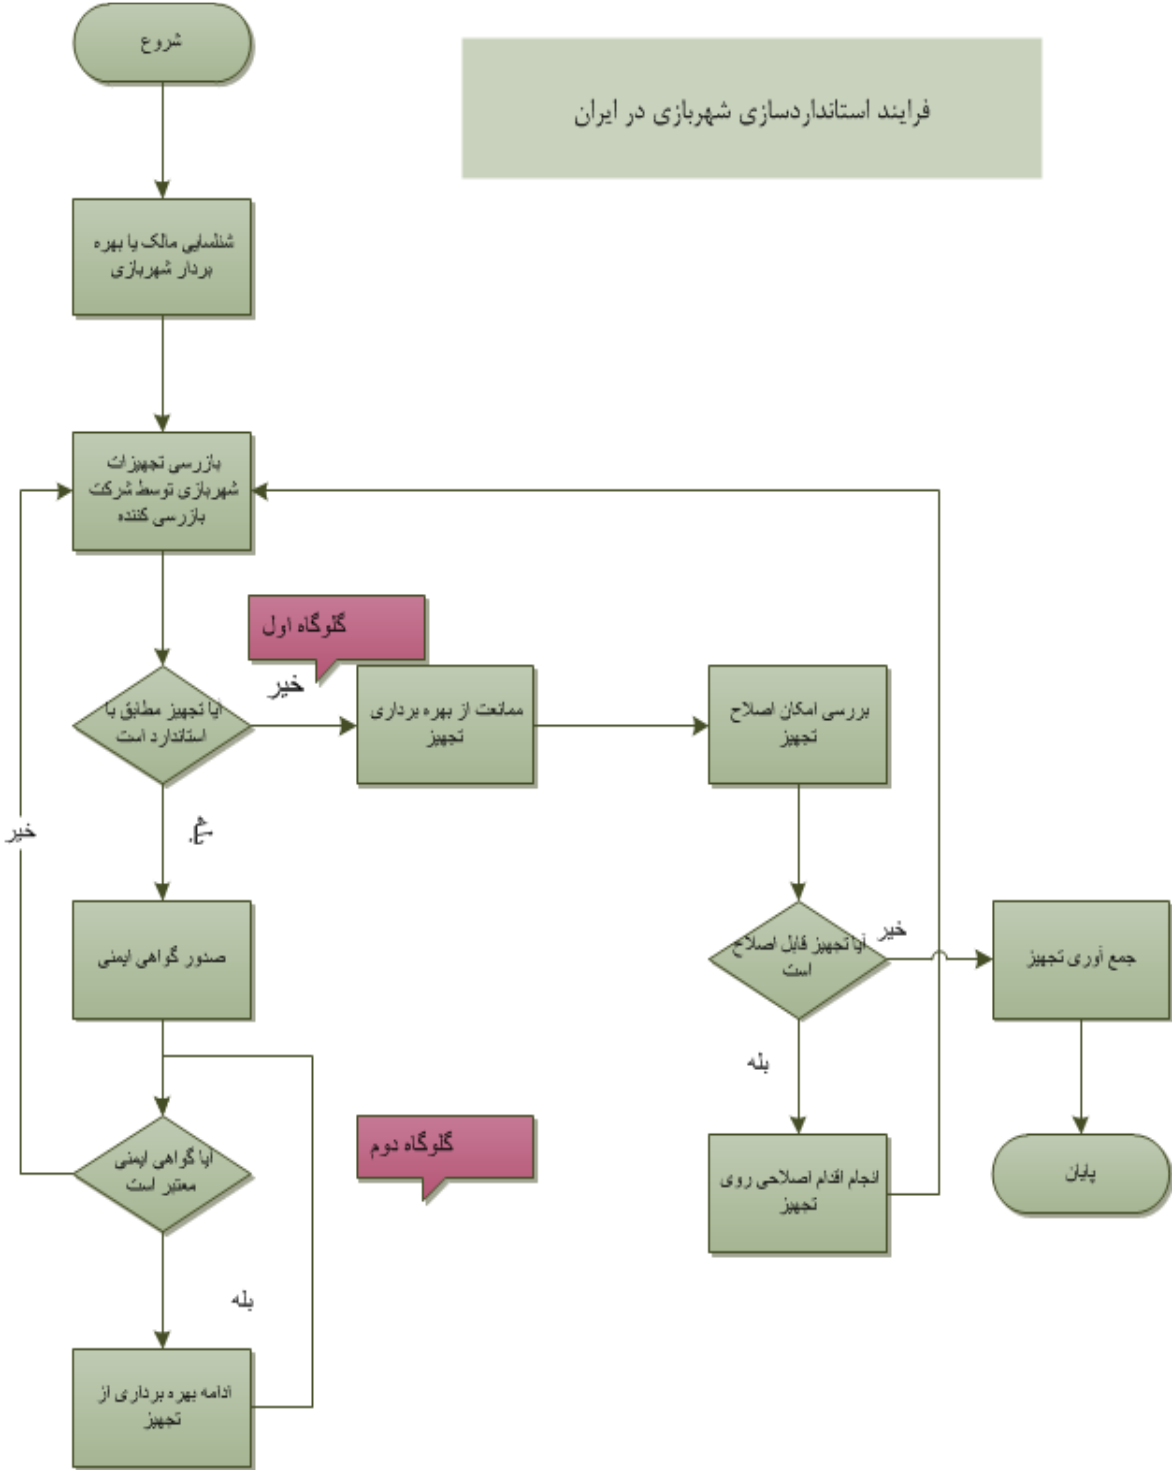 شروع
فرایند استانداردسازی شهربازی در ایران
شناسایی مالک یا بهره
بردار شهربازی
بازرسی تجهیزات
شهربازی توسط شرکت
بازرسی کننده
گلوگاه اول
خیر
آیا تجهیز مطابق با
استاندارد است
ممانعت از بهره برداری
تجهیز
بررسی امکان اصلاح
تجهیز
خیر
صدور گواهی ایمنی
آیا تجهیز قابل اصلاح
است
خیر
جمع آوری تجهیز
بله
گلوگاه دوم
آیا گواهی ایمنی
معتبر است
انجام اقدام اصلاحی روی
تجهیز
پایان
بله
ادامه بهره برداری از
تجهیز